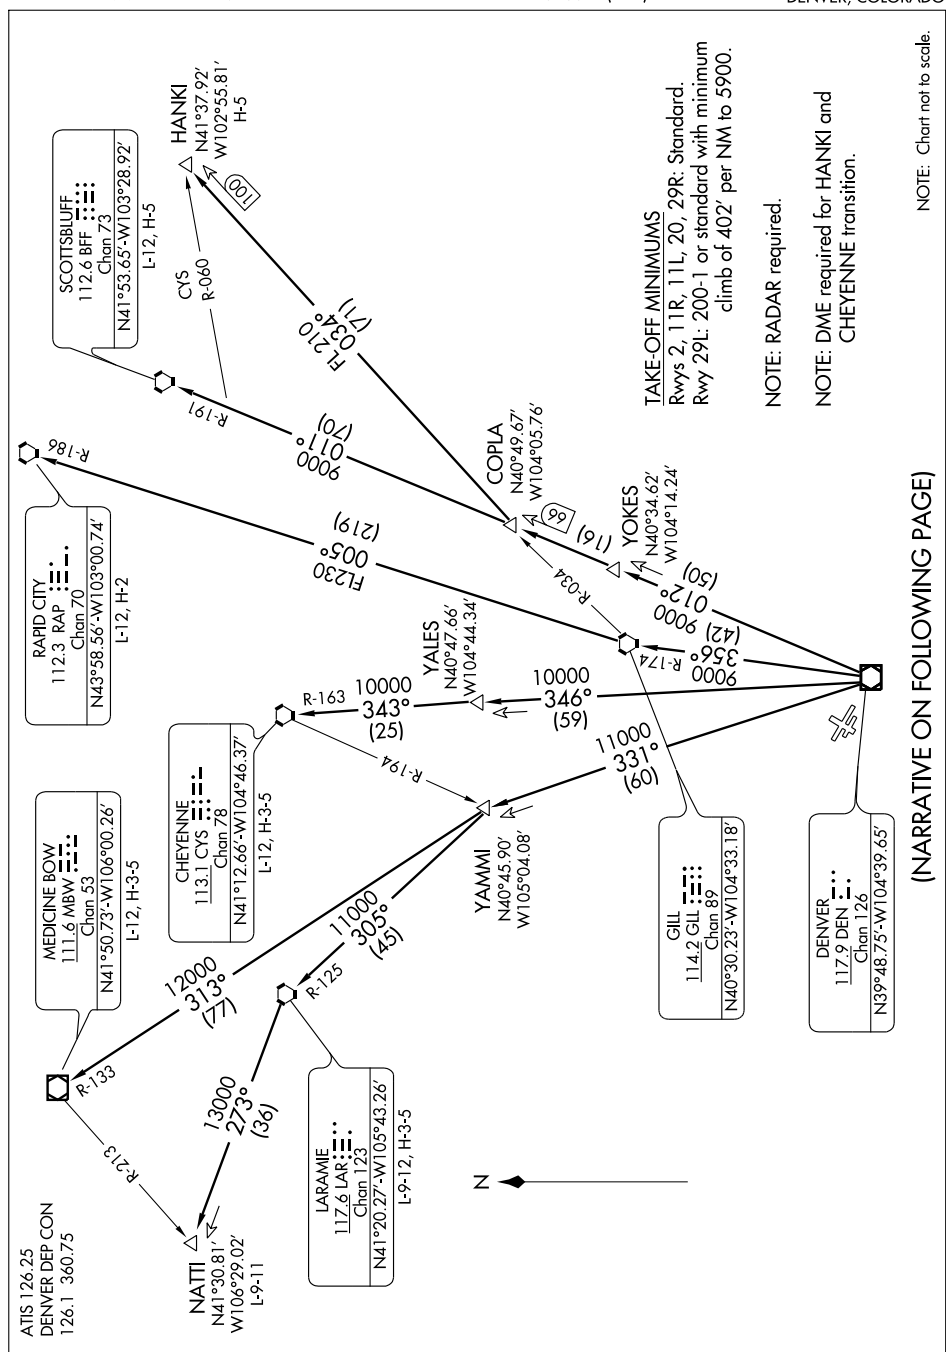 DENVER, COLORADO
ATIS 126.25
DENVER DEP CON
126.1 360.75
NATTI
N41°30.81'
W106°29.02'
L-9-11
R-213
R-133
MEDICINE BOW
111.6 MBW
Chan 53
N41°50.73'-W106°00.26'
L-12, H-3-5
12000
313°
(77)
13000
273°
(36)
LARAMIE
117.6 LAR
Chan 123
N41°20.27'-W105°43.26'
L-9-12, H-3-5
R-125
11000
305°
(45)
N
CHEYENNE
113.1 CYS
Chan 78
N41°12.66'-W104°46.37'
L-12, H-3-5
R-163
R-194
10000
343°
(25)
YALES
N40°47.66'
W104°44.34'
YAMMI
N40°45.90'
W105°04.08'
11000
331°
(60)
10000
346°
(59)
RAPID CITY
112.3 RAP
Chan 70
N43°58.56'-W103°00.74'
L-12, H-2
R-186
FL230
005°
(219)
SCOTTSBLUFF
112.6 BFF
Chan 73
N41°53.65'-W103°28.92'
L-12, H-5
R-191
9000
011°
(70)
CYS
R-060
HANKI
N41°37.92'
W102°55.81'
H-5
100
FL210
034°
(71)
COPLA
N40°49.67'
W104°05.76'
66
(16)
R-034
YOKES
N40°34.62'
W104°14.24'
(50)
9000
012°
R-174
9000
356°
(42)
GILL
114.2 GLL
Chan 89
N40°30.23'-W104°33.18'
DENVER
117.9 DEN
Chan 126
N39°48.75'-W104°39.65'
TAKE-OFF MINIMUMS
Rwys 2, 11R, 11L, 20, 29R: Standard.
Rwy 29L: 200-1 or standard with minimum
climb of 402' per NM to 5900.
NOTE: RADAR required.
NOTE: DME required for HANKI and
CHEYENNE transition.
NOTE: Chart not to scale.
(NARRATIVE ON FOLLOWING PAGE)